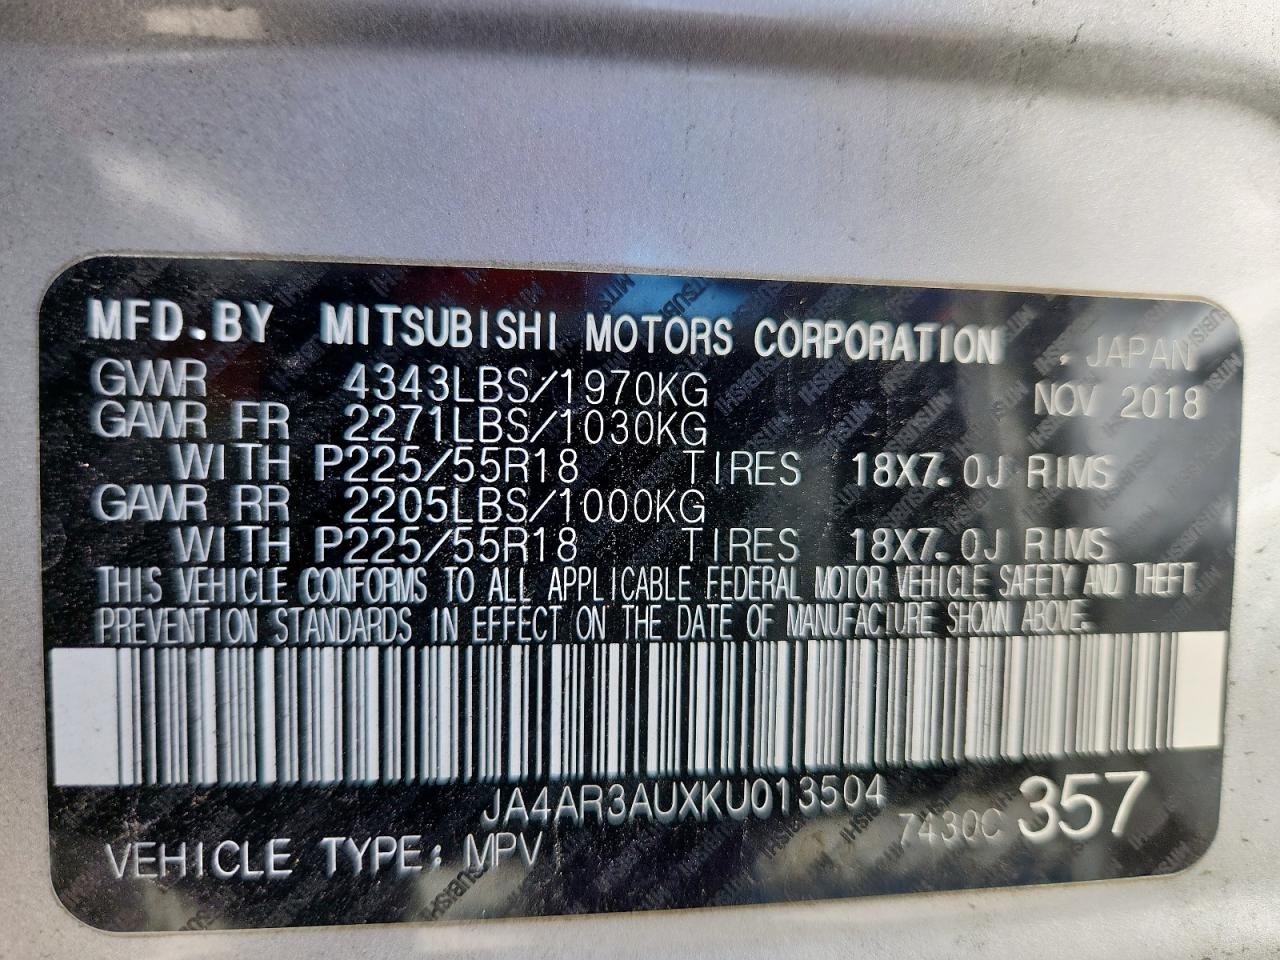 MFD.BY MITSUBISHI MOTORS CORPORATION . JAPAN
GVWR 4343LBS/1970KG NOV 2018
GAWR FR 2271LBS/1030KG
WITH P225/55R18 TIRES 18X7.0J RIMS
GAWR RR 2205LBS/1000KG
WITH P225/55R18 TIRES 18X7.0J RIMS
THIS VEHICLE CONFORMS TO ALL APPLICABLE FEDERAL MOTOR VEHICLE SAFETY AND THEFT
PREVENTION STANDARDS IN EFFECT ON THE DATE OF MANUFACTURE SHOWN ABOVE.
JA4AR3AUXKU013504
VEHICLE TYPE: MPV 7430C 357